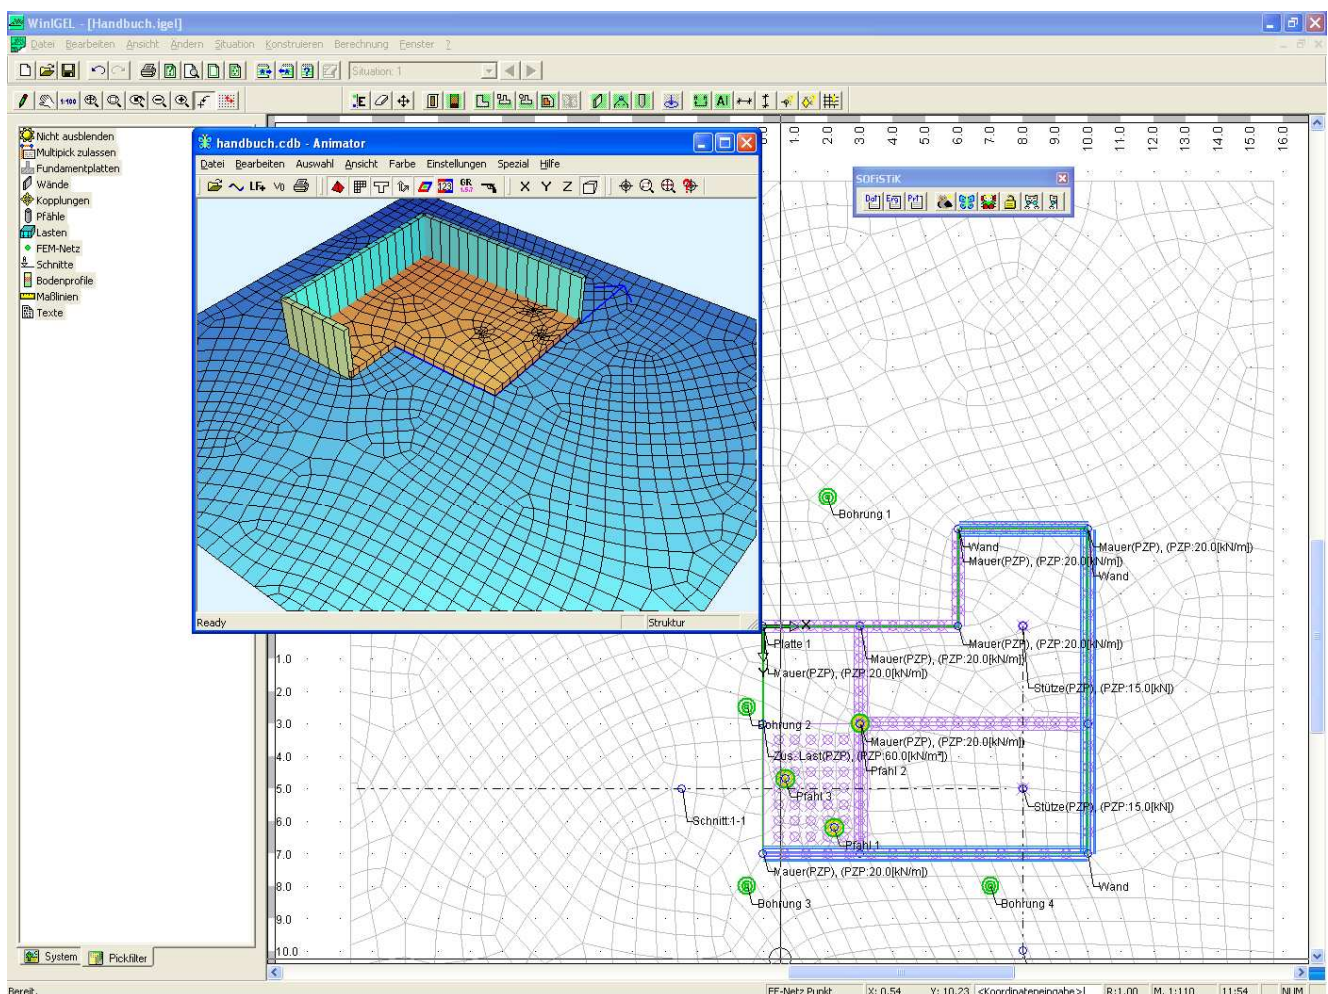 WinIGEL - [Handbuch.igel]
Datei Bearbeiten Ansicht Ändern Situation Konstruieren Berechnung Fenster ?
Situation: 1
1:100
Nicht ausblenden
Multipick zulassen
Fundamentplatten
Wände
Kopplungen
Pfähle
Lasten
FEM-Netz
Schnitte
Bodenprofile
Maßlinien
Texte
handbuch.cdb - Animator
Datei Bearbeiten Auswahl Ansicht Farbe Einstellungen Spezial Hilfe
LF+ V0 123 GR X Y Z
Ready
Struktur
1.0 2.0 3.0 4.0 5.0 6.0 7.0 8.0 9.0 10.0 11.0 12.0 13.0 14.0 15.0 16.0
SOFiSTiK
Dat Erg Prt
Bohrung 1
Wand
Mauer(PZP), (PZP:20.0[kN/m])
Mauer(PZP), (PZP:20.0[kN/m])
Wand
X
Platte 1
Mauer(PZP), (PZP:20.0[kN/m])
1.0
Mauer(PZP), (PZP:20.0[kN/m])
Mauer(PZP), (PZP:20.0[kN/m])
Stütze(PZP), (PZP:15.0[kN])
2.0
3.0
Bohrung 2
Mauer(PZP), (PZP:20.0[kN/m])
Zus. Last(PZP), (PZP:60.0[kN/m²])
Pfahl 2
5.0
Pfahl 3
Stütze(PZP), (PZP:15.0[kN])
6.0
Schnitt:1-1
Pfahl 1
7.0
Mauer(PZP), (PZP:20.0[kN/m])
8.0
Wand
Bohrung 3
Bohrung 4
9.0
10.0
System Pickfilter
Bereit.
FE-Netz Punkt X: 0.54 Y: 10.23 <Koordinateneingabe> R:1.00 M. 1:110 11:54 NUM